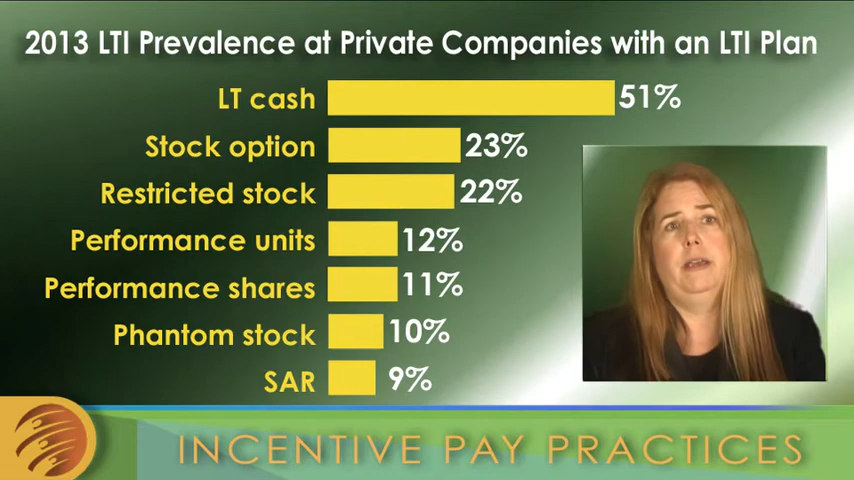 2013 LTI Prevalence at Private Companies with an LTI Plan
LT cash 51%
Stock option 23%
Restricted stock 22%
Performance units 12%
Performance shares 11%
Phantom stock 10%
SAR 9%
INCENTIVE PAY PRACTICES